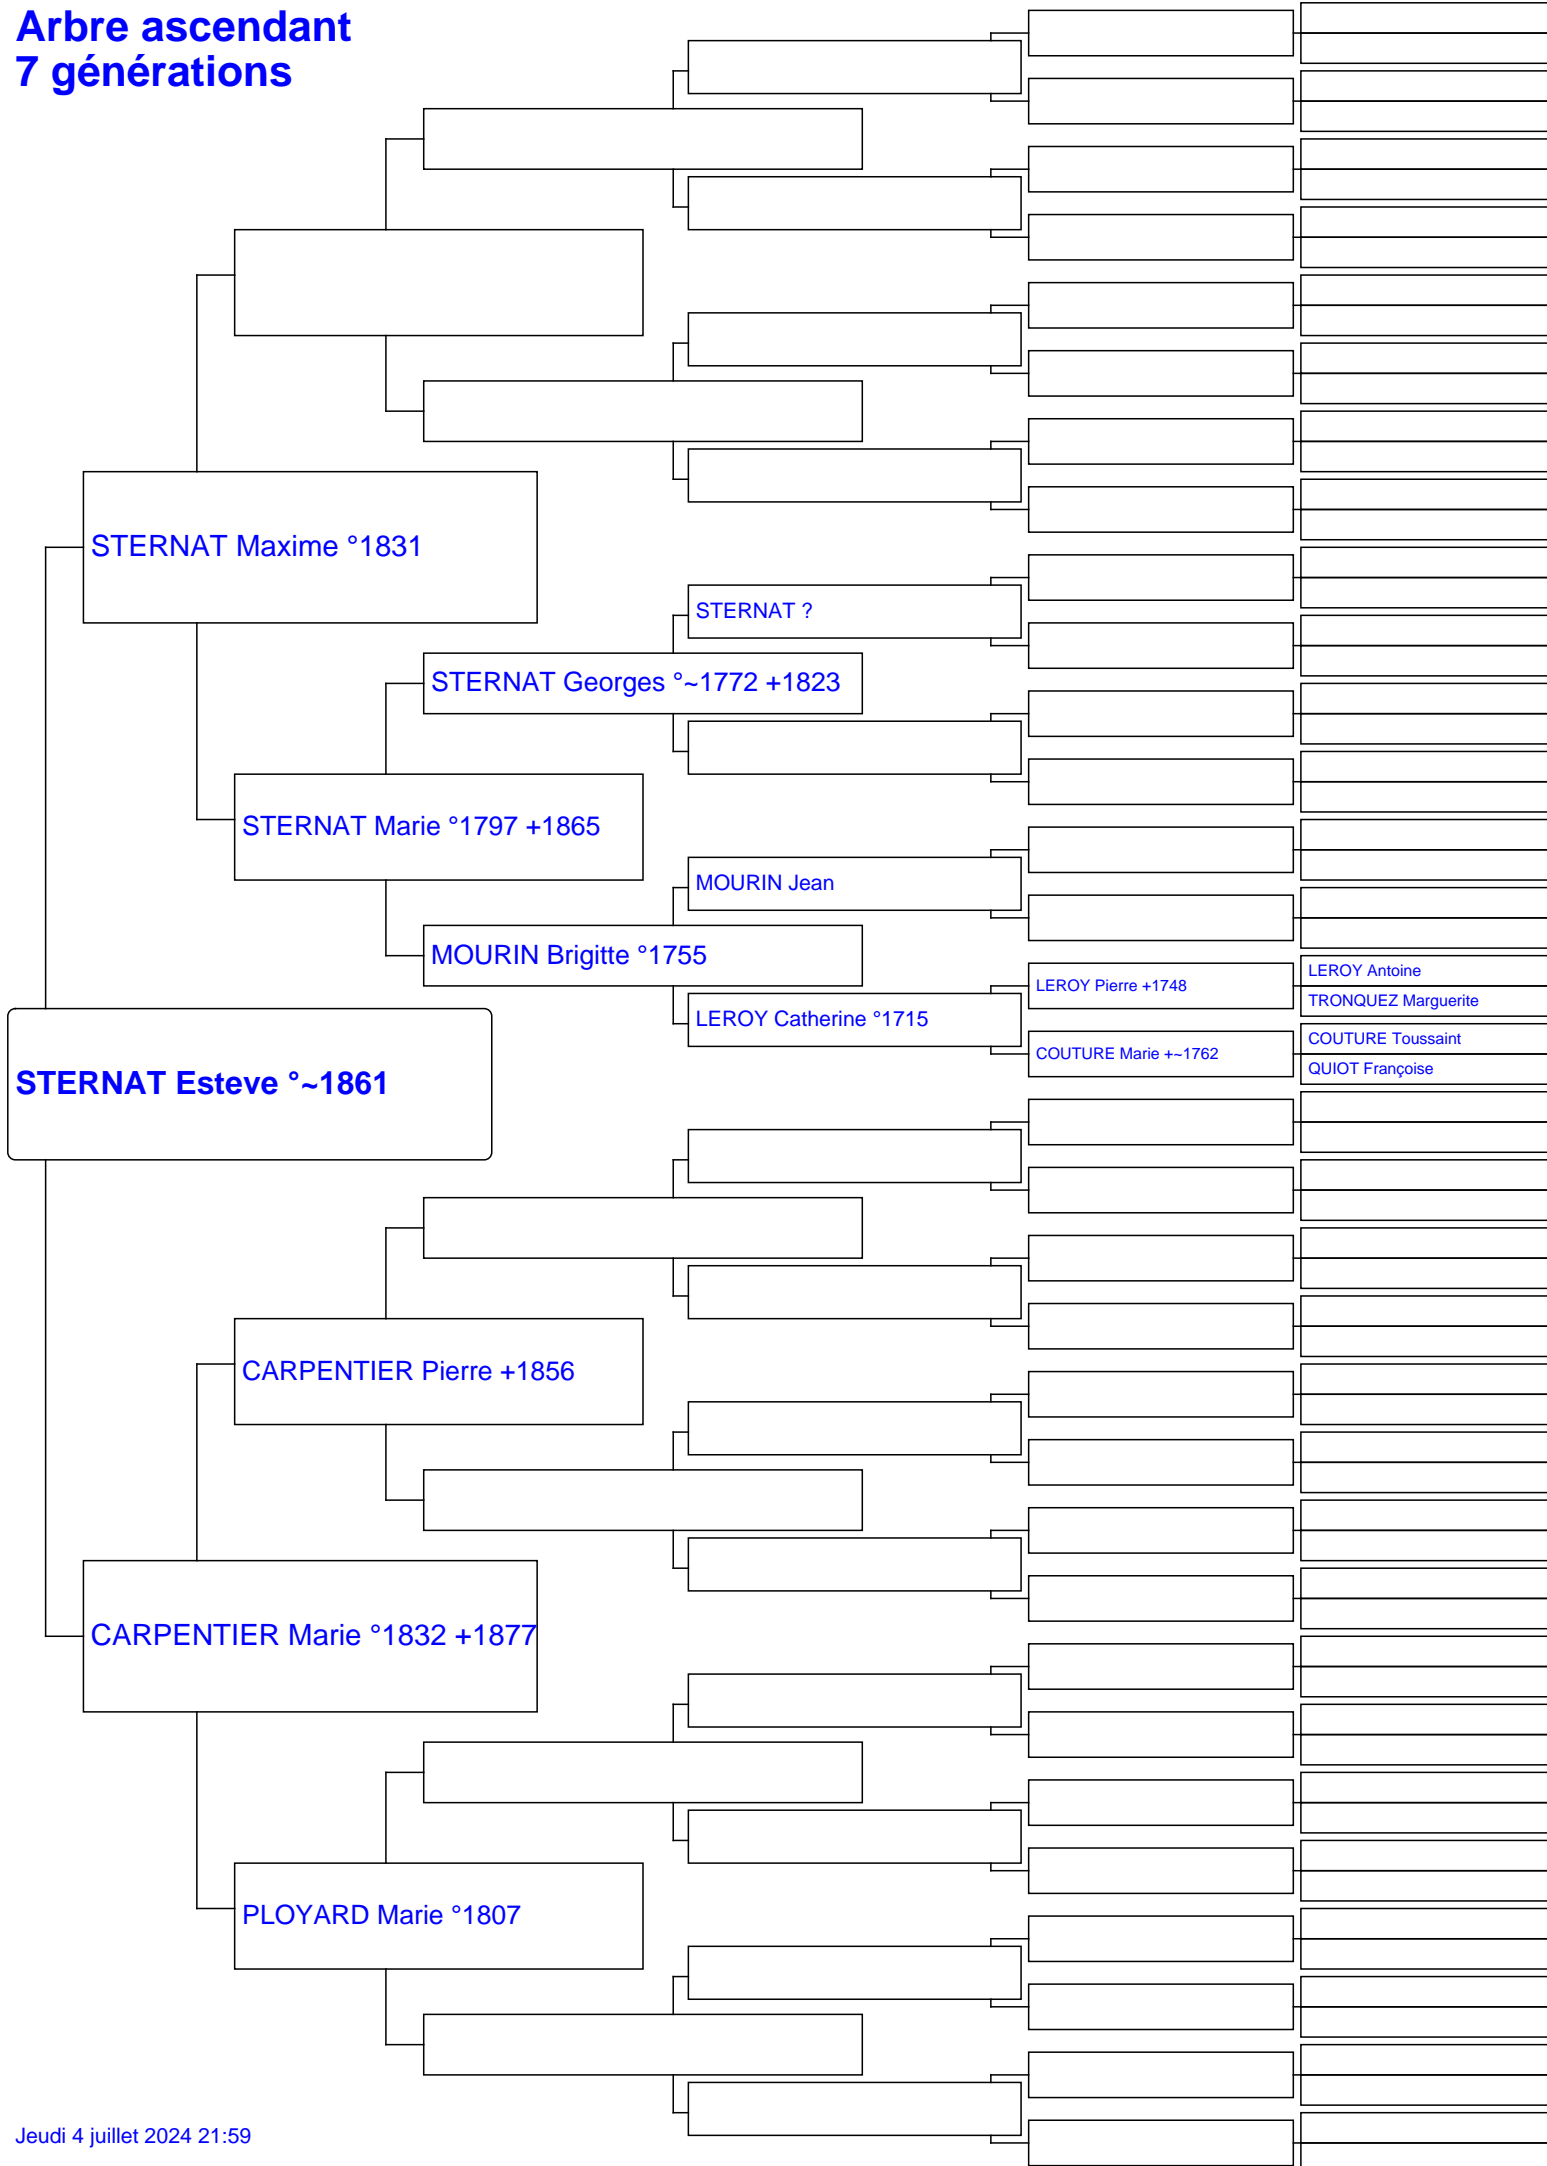 Arbre ascendant
7 générations
STERNAT Maxime °1831
STERNAT ?
STERNAT Georges °~1772 +1823
STERNAT Marie °1797 +1865
MOURIN Jean
MOURIN Brigitte °1755
LEROY Antoine
LEROY Pierre +1748
TRONQUEZ Marguerite
LEROY Catherine °1715
COUTURE Toussaint
COUTURE Marie +~1762
QUIOT Françoise
STERNAT Esteve °~1861
CARPENTIER Pierre +1856
CARPENTIER Marie °1832 +1877
PLOYARD Marie °1807
Jeudi 4 juillet 2024 21:59